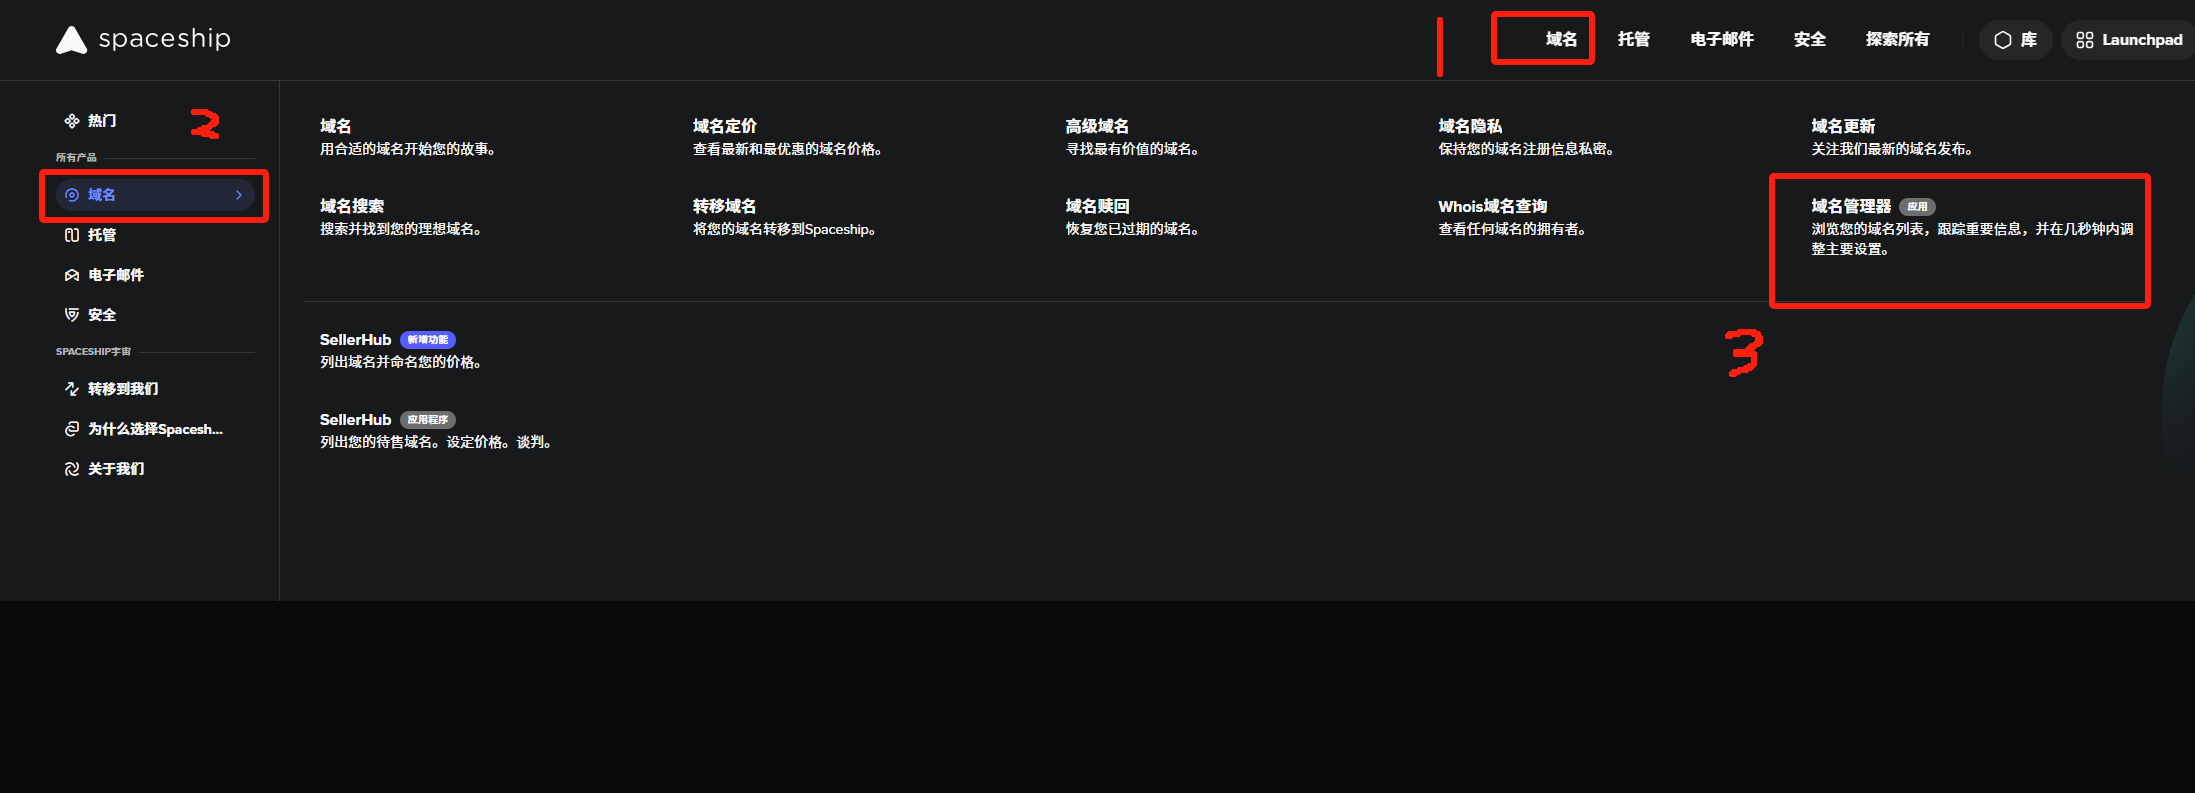 spaceship
1
域名
托管
电子邮件
安全
探索所有
库
Launchpad
热门
2
所有产品
域名
托管
电子邮件
安全
SPACESHIP宇宙
转移到我们
为什么选择Spacesh...
关于我们
域名
用合适的域名开始您的故事。
域名定价
查看最新和最优惠的域名价格。
高级域名
寻找最有价值的域名。
域名隐私
保持您的域名注册信息私密。
域名更新
关注我们最新的域名发布。
域名搜索
搜索并找到您的理想域名。
转移域名
将您的域名转移到Spaceship。
域名赎回
恢复您已过期的域名。
Whois域名查询
查看任何域名的拥有者。
域名管理器 应用
浏览您的域名列表，跟踪重要信息，并在几秒钟内调
整主要设置。
3
SellerHub 新增功能
列出域名并命名您的价格。
SellerHub 应用程序
列出您的待售域名。设定价格。谈判。